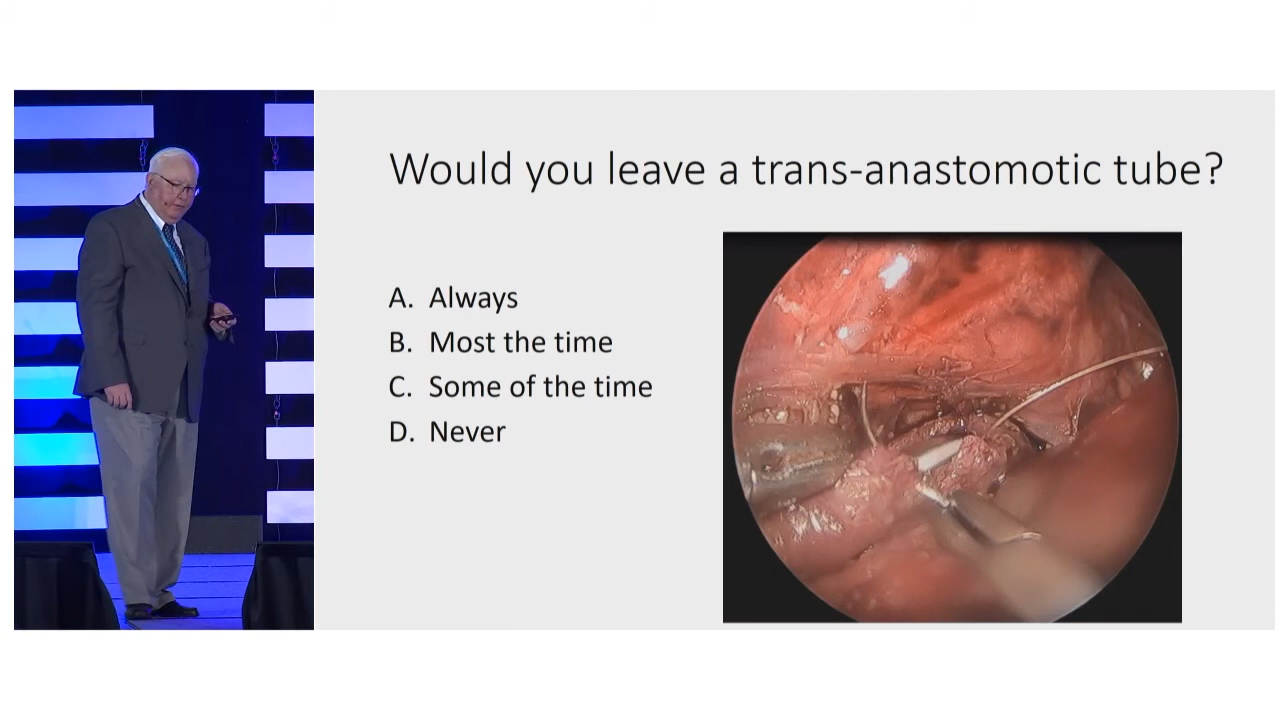 Would you leave a trans-anastomotic tube?
A. Always
B. Most the time
C. Some of the time
D. Never